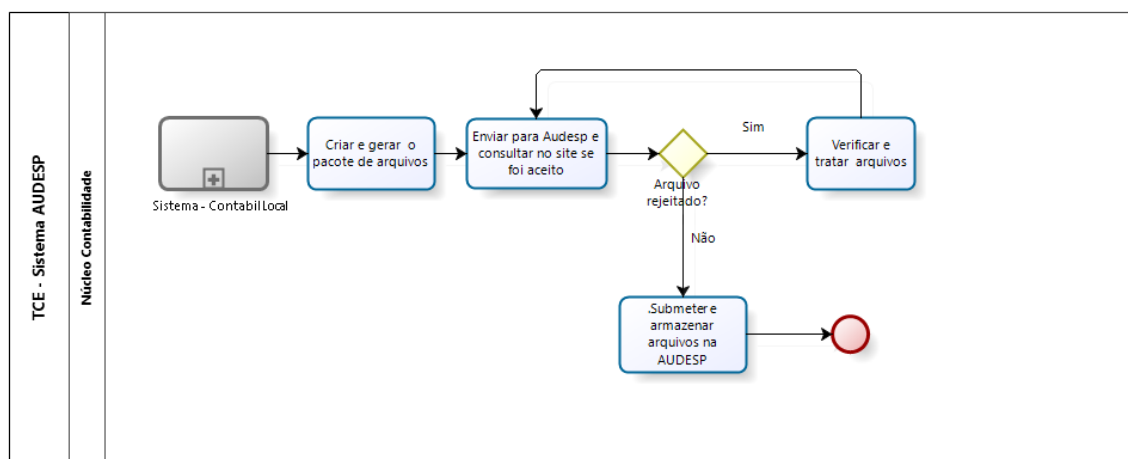 TCE - Sistema AUDESP
Núcleo Contabilidade
Sistema - Contabil Local
Criar e gerar o
pacote de arquivos
Enviar para Audesp e
consultar no site se
foi aceito
Arquivo
rejeitado?
Sim
Verificar e
tratar arquivos
Não
.Submeter e
armazenar
arquivos na
AUDESP